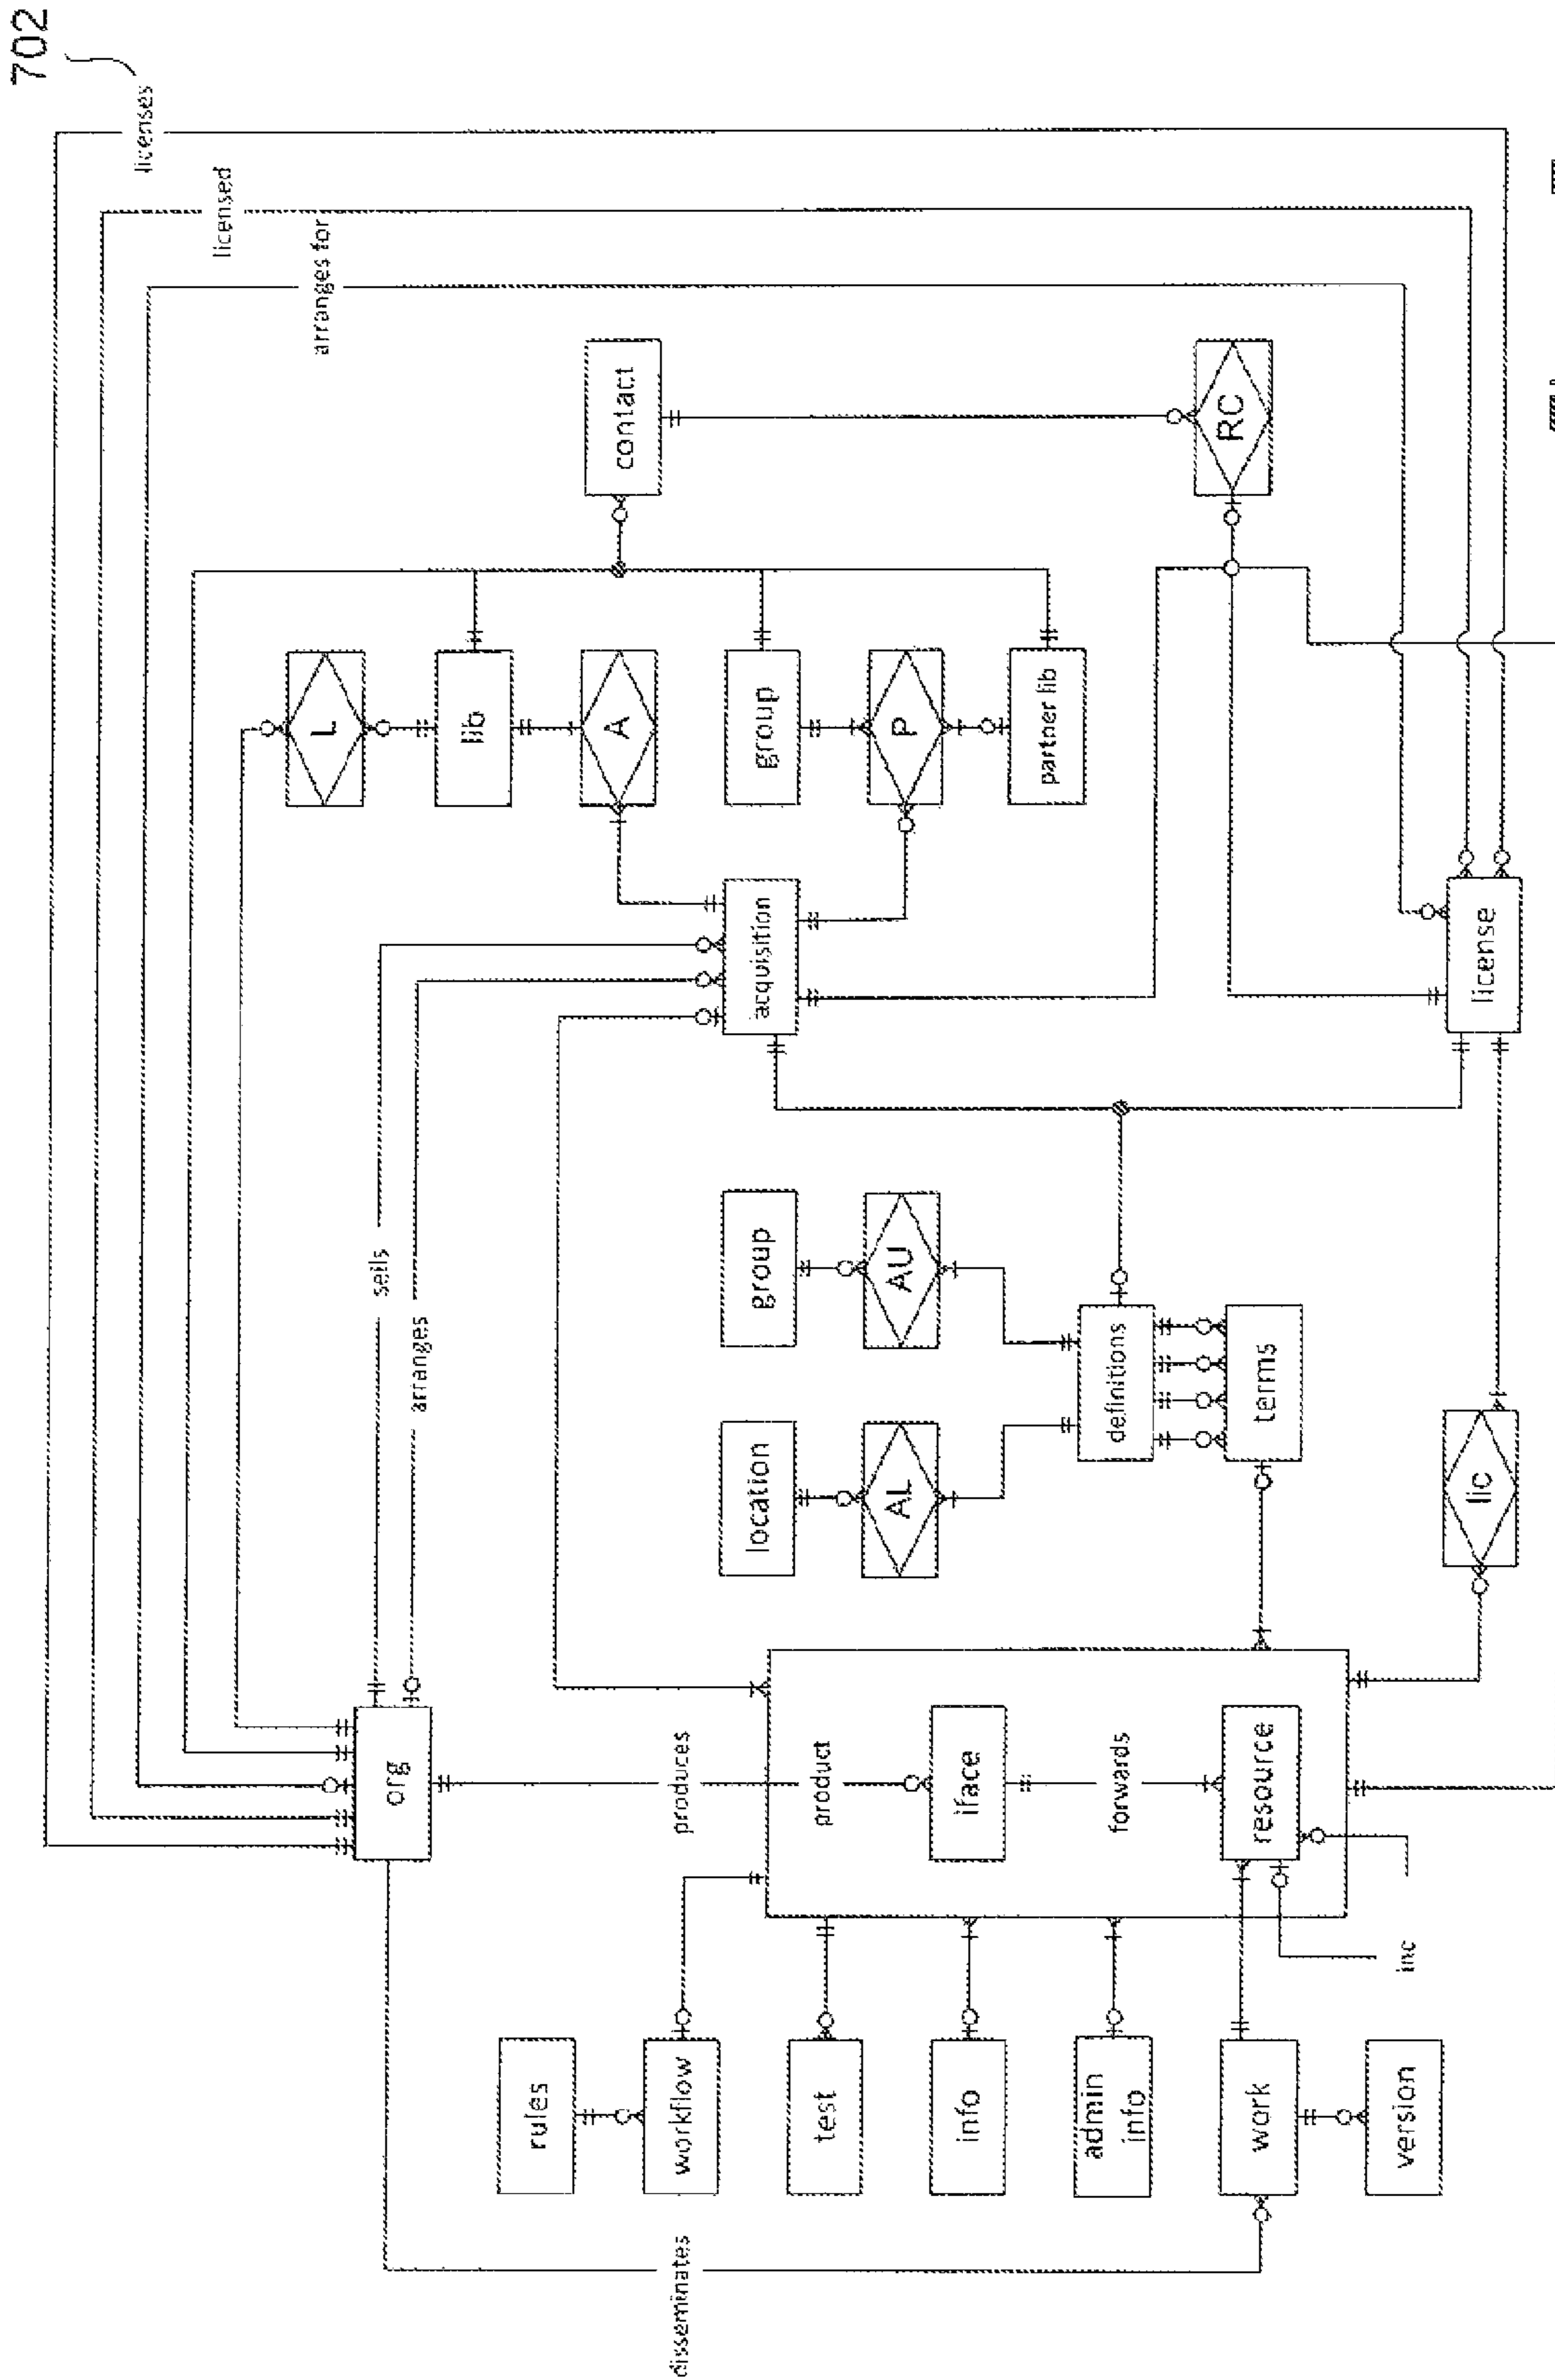 702
licenses
licensed
arranges for
L
org
sells
arranges
lib
rules
A
contact
disseminates
workflow
produces
location
group
acquisition
group
test
product
AL
AU
P
info
iface
partner lib
admin
info
forwards
definitions
RC
work
resource
terms
version
inc
lic
license